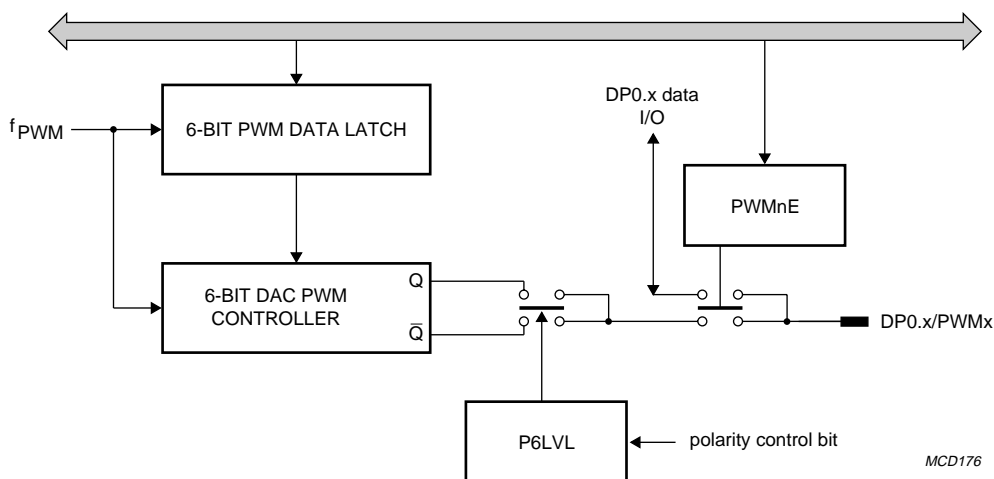 DP0.x data
I/O
fPWM
6-BIT PWM DATA LATCH
PWMnE
6-BIT DAC PWM
CONTROLLER
Q
Q̅
DP0.x/PWMx
P6LVL
polarity control bit
MCD176